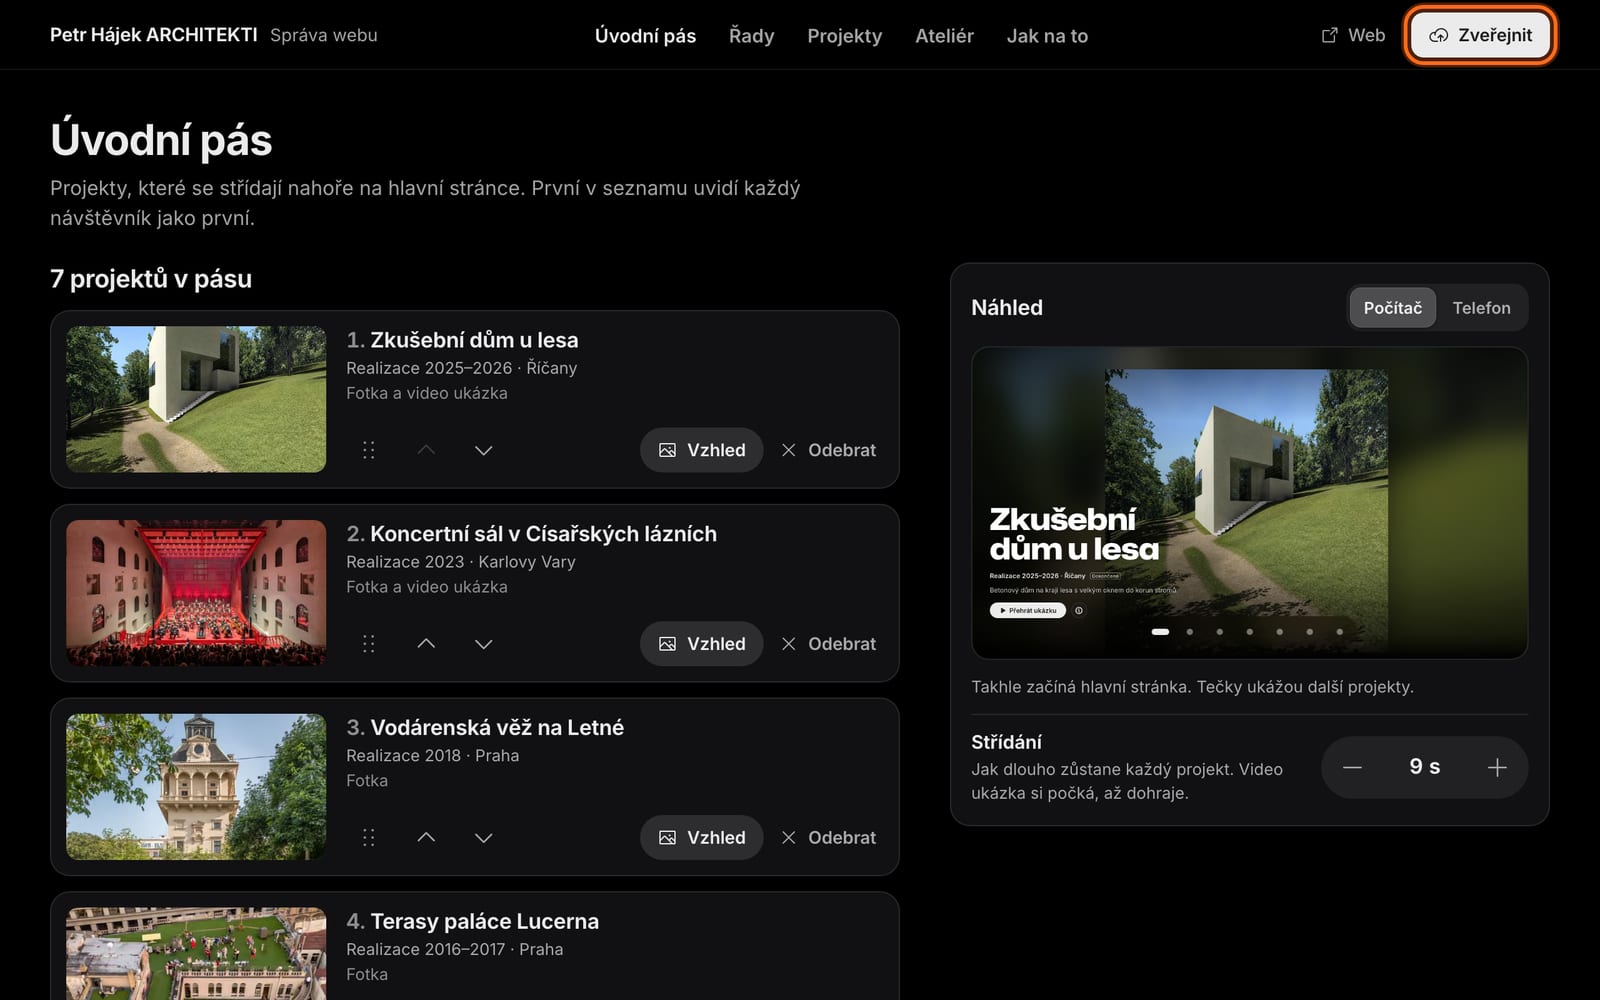 Petr Hájek ARCHITEKTI Správa webu
Úvodní pás
Řady
Projekty
Ateliér
Jak na to
Web
Zveřejnit
Úvodní pás
Projekty, které se střídají nahoře na hlavní stránce. První v seznamu uvidí každý
návštěvník jako první.
7 projektů v pásu
1. Zkušební dům u lesa
Realizace 2025–2026 · Říčany
Fotka a video ukázka
Vzhled
Odebrat
2. Koncertní sál v Císařských lázních
Realizace 2023 · Karlovy Vary
Fotka a video ukázka
Vzhled
Odebrat
3. Vodárenská věž na Letné
Realizace 2018 · Praha
Fotka
Vzhled
Odebrat
4. Terasy paláce Lucerna
Realizace 2016–2017 · Praha
Fotka
Náhled
Počítač
Telefon
Zkušební
dům u lesa
Realizace 2025–2026 · Říčany Dokončeno
Betonový dům na kraji lesa s velkým oknem do korun stromů.
Přehrát ukázku
Takhle začíná hlavní stránka. Tečky ukážou další projekty.
Střídání
Jak dlouho zůstane každý projekt. Video
ukázka si počká, až dohraje.
9 s